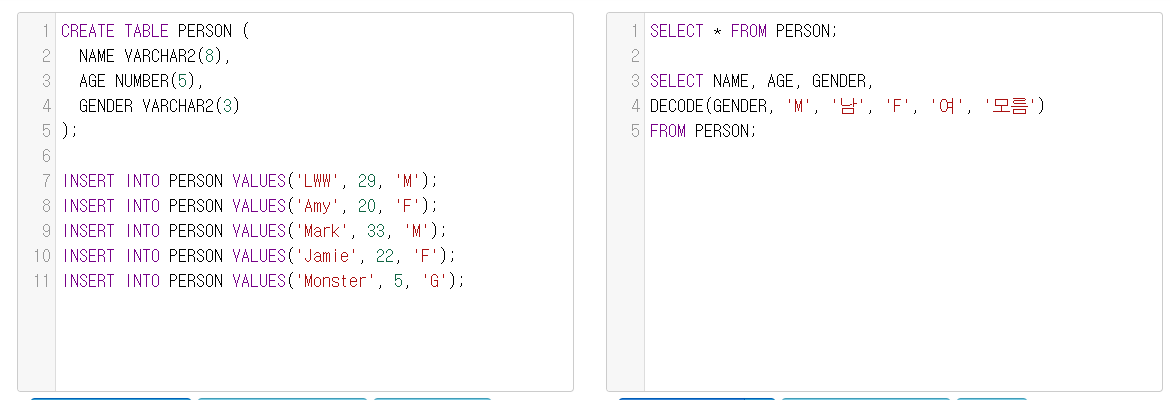 1 CREATE TABLE PERSON (
2 NAME VARCHAR2(8),
3 AGE NUMBER(5),
4 GENDER VARCHAR2(3)
5 );
6
7 INSERT INTO PERSON VALUES('LWW', 29, 'M');
8 INSERT INTO PERSON VALUES('Amy', 20, 'F');
9 INSERT INTO PERSON VALUES('Mark', 33, 'M');
10 INSERT INTO PERSON VALUES('Jamie', 22, 'F');
11 INSERT INTO PERSON VALUES('Monster', 5, 'G');
1 SELECT * FROM PERSON;
2
3 SELECT NAME, AGE, GENDER,
4 DECODE(GENDER, 'M', '남', 'F', '여', '모름')
5 FROM PERSON;